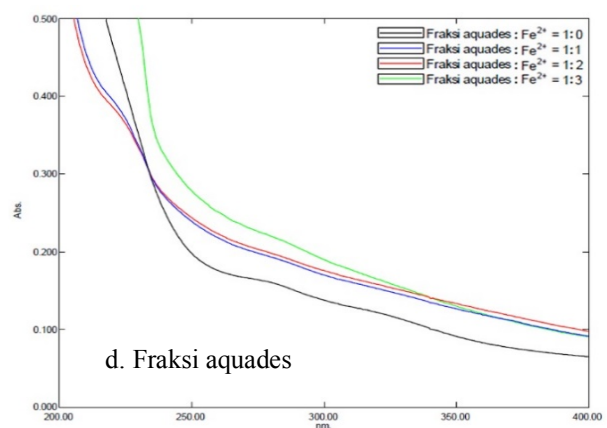 0.500
Fraksi aquades : Fe²⁺ = 1:0
Fraksi aquades : Fe²⁺ = 1:1
Fraksi aquades : Fe²⁺ = 1:2
Fraksi aquades : Fe²⁺ = 1:3
0.400
0.300
Abs.
0.200
0.100
d. Fraksi aquades
0.000
200.00 250.00 300.00 350.00 400.00
nm.